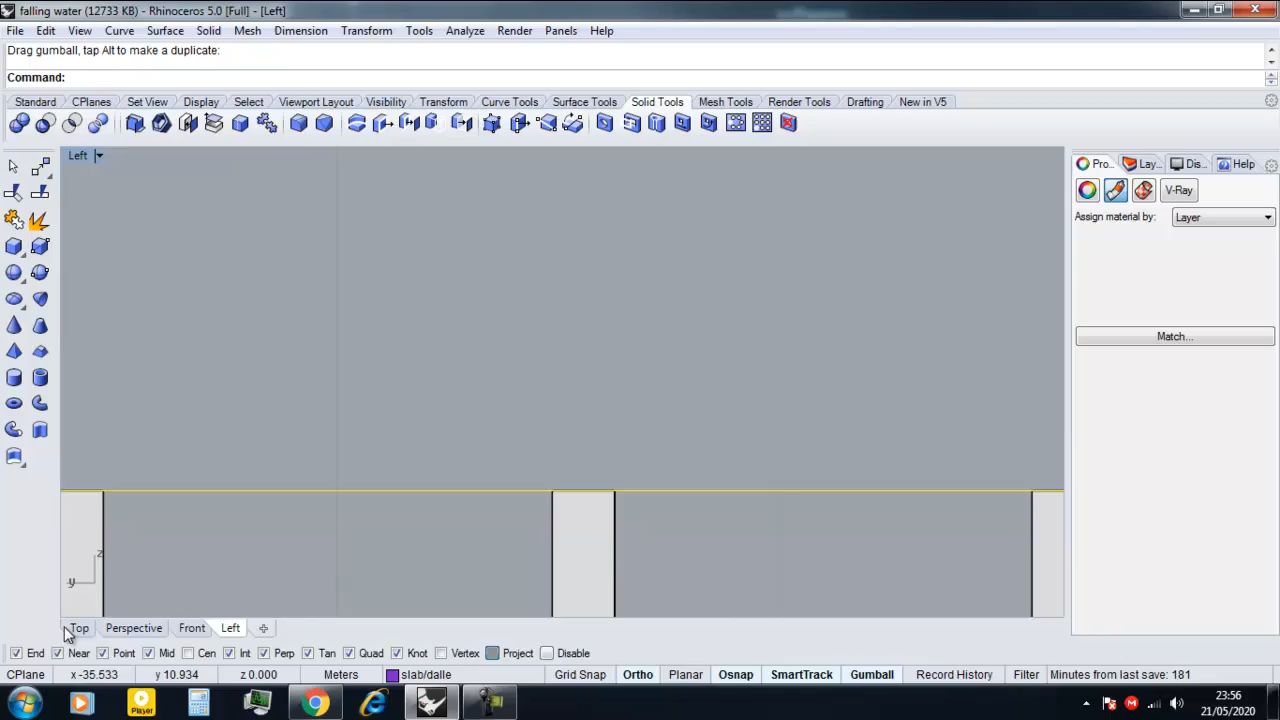 falling water (12733 KB) - Rhinoceros 5.0 [Full] - [Left]
File Edit View Curve Surface Solid Mesh Dimension Transform Tools Analyze Render Panels Help
Drag gumball, tap Alt to make a duplicate:
Command:
Standard CPlanes Set View Display Select Viewport Layout Visibility Transform Curve Tools Surface Tools Solid Tools Mesh Tools Render Tools Drafting New in V5
Left
Pro... Lay... Dis... Help
V-Ray
Assign material by: Layer
Match...
z
y
Top Perspective Front Left
End Near Point Mid Cen Int Perp Tan Quad Knot Vertex Project Disable
CPlane x -35.533 y 10.934 z 0.000 Meters slab/dalle Grid Snap Ortho Planar Osnap SmartTrack Gumball Record History Filter Minutes from last save: 181
Player
23:56
21/05/2020